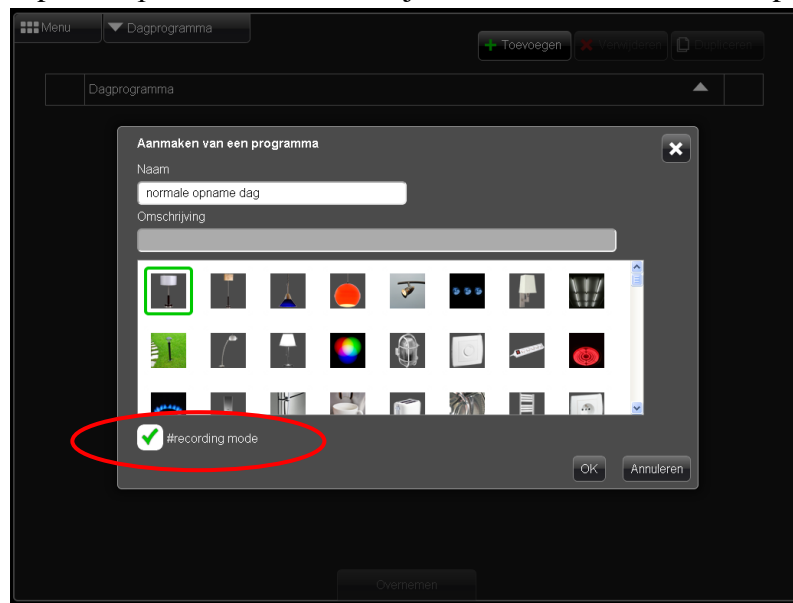 Menu
Dagprogramma
Toevoegen
Verwijderen
Dupliceren
Dagprogramma
Aanmaken van een programma
Naam
normale opname dag
Omschrijving
#recording mode
OK
Annuleren
Overnemen